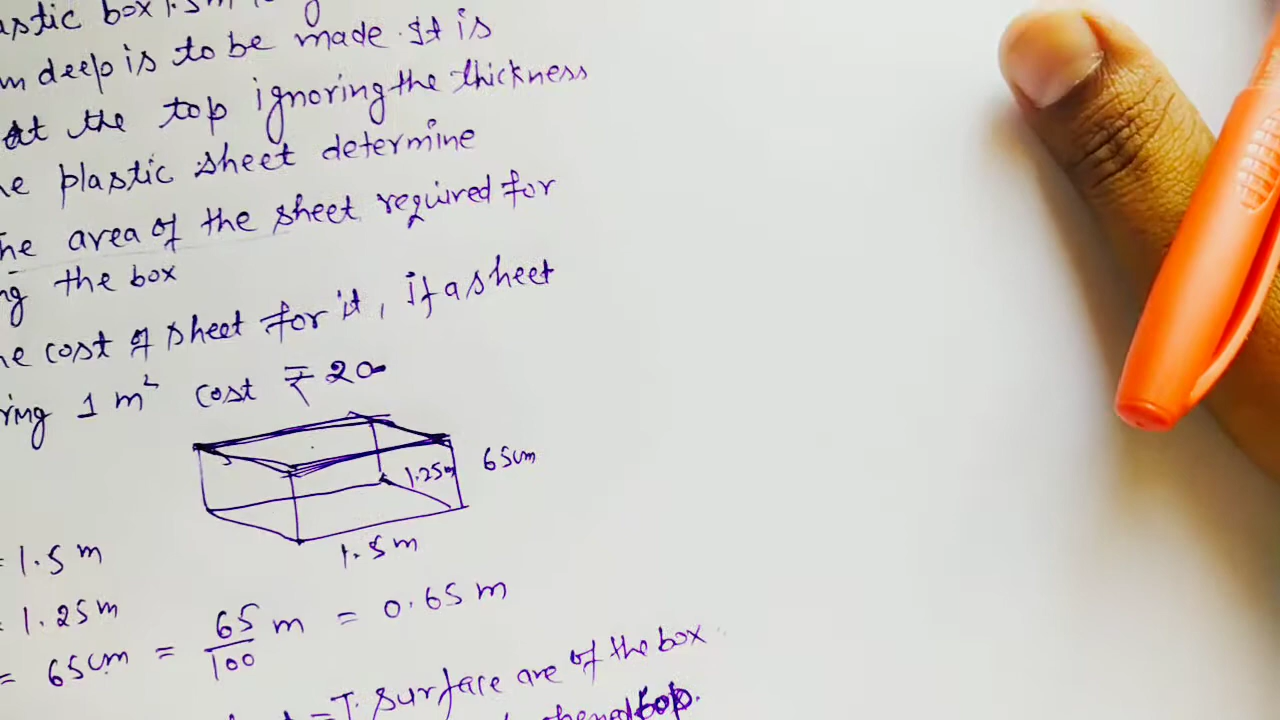 astic box 1.5m
m deep is to be made. It is
at the top ignoring the thickness
he plastic sheet determine
he area of the sheet required for
ng the box
he cost of sheet for it, if a sheet
ring 1 m² cost ₹ 20
65cm
1.25m
1.5m
= 1.5 m
= 1.25m
= 65cm = 65/100 m = 0.65 m
= T. surface are of the box
top.